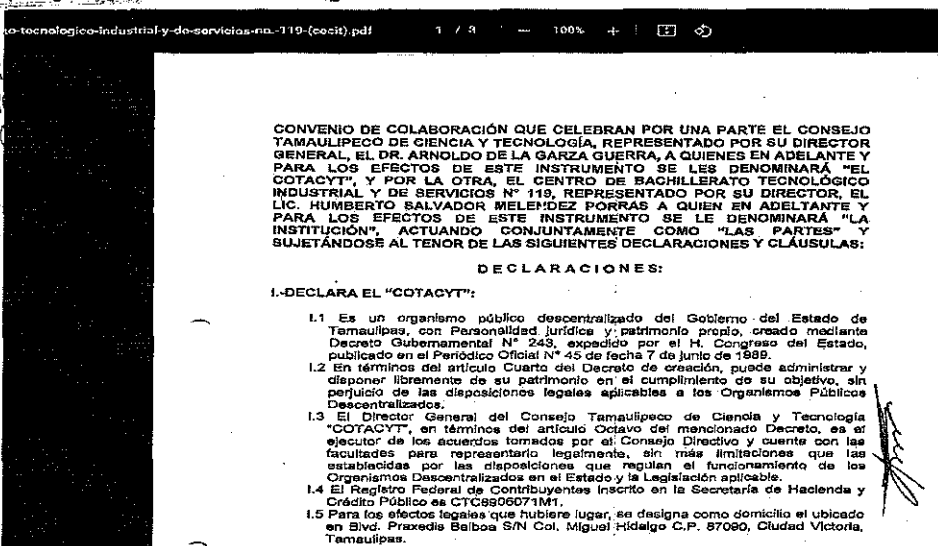 to-tecnologico-industrial-y-de-servicios-no.-119-(cecit).pdf 1 / 3 — 100% +
CONVENIO DE COLABORACIÓN QUE CELEBRAN POR UNA PARTE EL CONSEJO
TAMAULIPECO DE CIENCIA Y TECNOLOGÍA, REPRESENTADO POR SU DIRECTOR
GENERAL, EL DR. ARNOLDO DE LA GARZA GUERRA, A QUIENES EN ADELANTE Y
PARA LOS EFECTOS DE ESTE INSTRUMENTO SE LES DENOMINARÁ "EL
COTACYT", Y POR LA OTRA, EL CENTRO DE BACHILLERATO TECNOLÓGICO
INDUSTRIAL Y DE SERVICIOS N° 119, REPRESENTADO POR SU DIRECTOR, EL
LIC. HUMBERTO SALVADOR MELENDEZ PORRAS A QUIEN EN ADELTANTE Y
PARA LOS EFECTOS DE ESTE INSTRUMENTO SE LE DENOMINARÁ "LA
INSTITUCIÓN", ACTUANDO CONJUNTAMENTE COMO "LAS PARTES" Y
SUJETÁNDOSE AL TENOR DE LAS SIGUIENTES DECLARACIONES Y CLÁUSULAS:
DECLARACIONES:
I.-DECLARA EL "COTACYT":
I.1 Es un organismo público descentralizado del Gobierno del Estado de
Tamaulipas, con Personalidad jurídica y patrimonio propio, creado mediante
Decreto Gubernamental N° 243, expedido por el H. Congreso del Estado,
publicado en el Periódico Oficial N° 45 de fecha 7 de junio de 1989.
I.2 En términos del artículo Cuarto del Decreto de creación, puede administrar y
disponer libremente de su patrimonio en el cumplimiento de su objetivo, sin
perjuicio de las disposiciones legales aplicables a los Organismos Públicos
Descentralizados.
I.3 El Director General del Consejo Tamaulipeco de Ciencia y Tecnología
"COTACYT", en términos del artículo Octavo del mencionado Decreto, es el
ejecutor de los acuerdos tomados por el Consejo Directivo y cuenta con las
facultades para representarlo legalmente, sin más limitaciones que las
establecidas por las disposiciones que regulan el funcionamiento de los
Organismos Descentralizados en el Estado y la Legislación aplicable.
I.4 El Registro Federal de Contribuyentes inscrito en la Secretaría de Hacienda y
Crédito Público es CTC8906071M1.
I.5 Para los efectos legales que hubiere lugar, se designa como domicilio el ubicado
en Blvd. Praxedis Balboa S/N Col. Miguel Hidalgo C.P. 87090, Ciudad Victoria,
Tamaulipas.